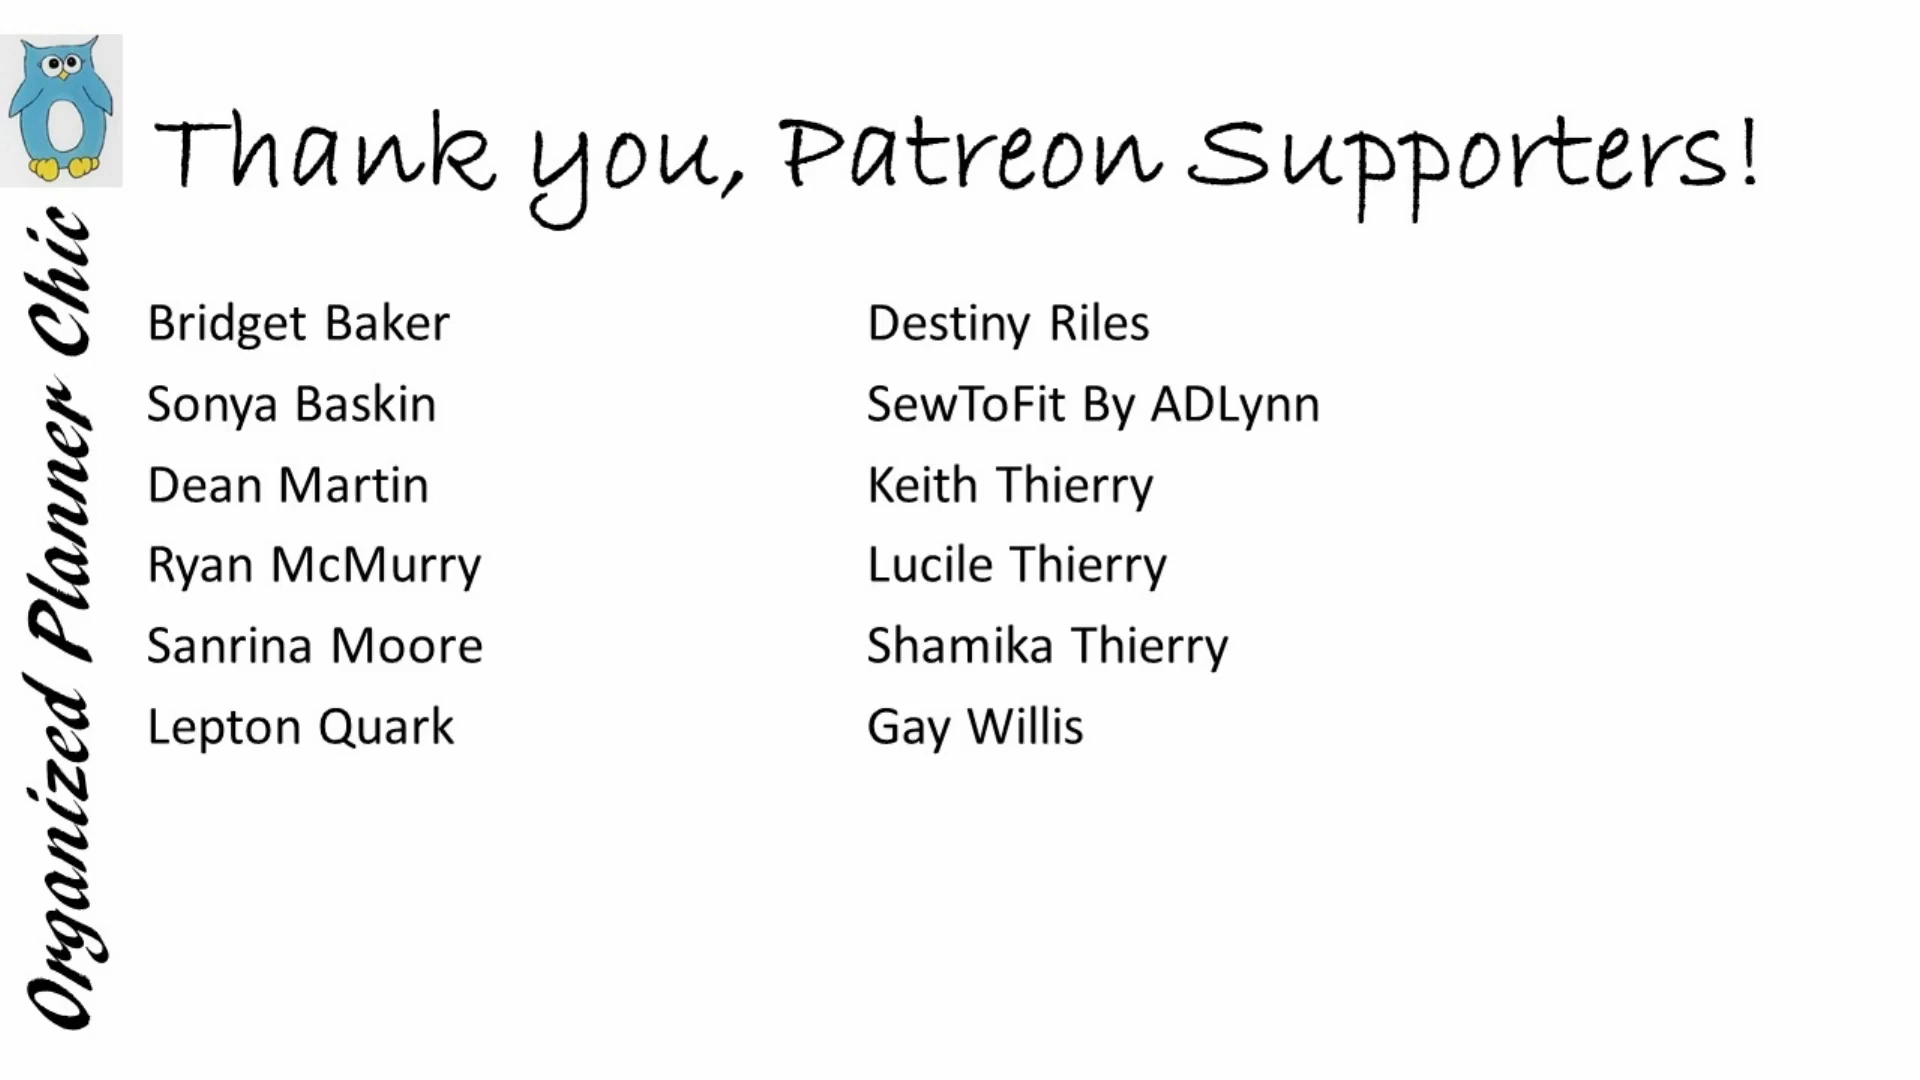 Thank you, Patreon Supporters!
Organized Planner Chic
Bridget Baker
Sonya Baskin
Dean Martin
Ryan McMurry
Sanrina Moore
Lepton Quark
Destiny Riles
SewToFit By ADLynn
Keith Thierry
Lucile Thierry
Shamika Thierry
Gay Willis